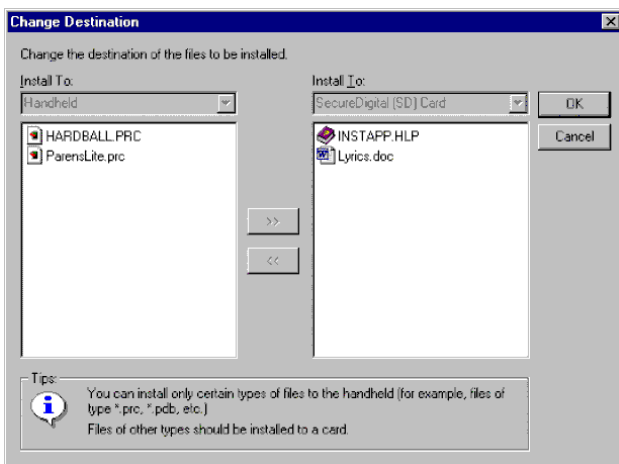 Change Destination
Change the destination of the files to be installed.
Install To:
Handheld
HARDBALL.PRC
ParensLite.prc
>>
<<
Install To:
SecureDigital (SD) Card
INSTAPP.HLP
Lyrics.doc
OK
Cancel
Tips:
You can install only certain types of files to the handheld (for example, files of
type *.prc, *.pdb, etc.)
Files of other types should be installed to a card.